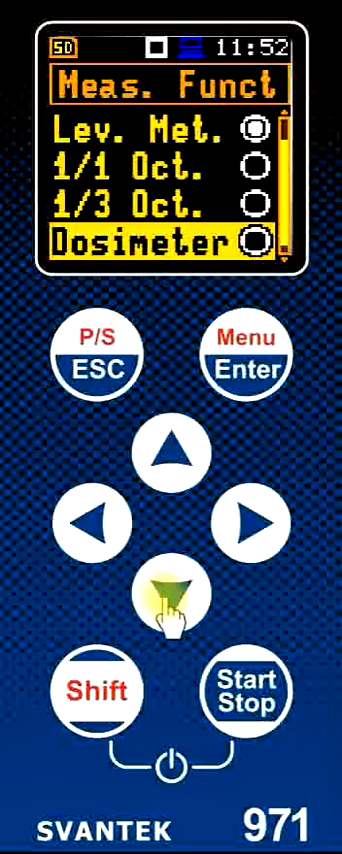 SD 11:52
Meas. Funct
Lev. Met.
1/1 Oct.
1/3 Oct.
Dosimeter
P/S
ESC
Menu
Enter
Shift
Start
Stop
SVANTEK 971